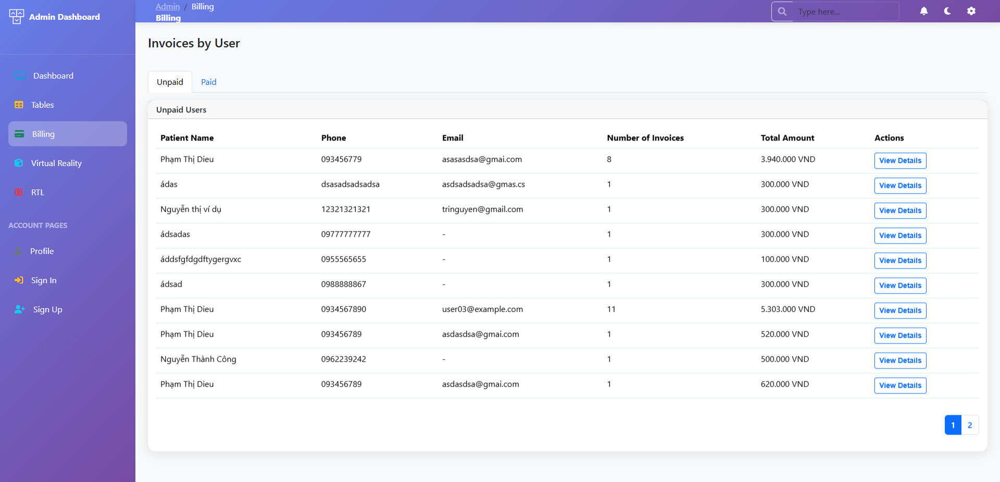 Admin Dashboard
Dashboard
Tables
Billing
Virtual Reality
RTL
ACCOUNT PAGES
Profile
Sign In
Sign Up
Admin / Billing
Billing
Type here...
Invoices by User
Unpaid Paid
Unpaid Users
Patient Name Phone Email Number of Invoices Total Amount Actions
Phạm Thị Dieu 093456779 asasasdsa@gmai.com 8 3.940.000 VND View Details
ádas dsasadsadsadsa asdsadsadsa@gmas.cs 1 300.000 VND View Details
Nguyễn thị ví dụ 12321321321 tringuyen@gmail.com 1 300.000 VND View Details
ádsadas 09777777777 - 1 300.000 VND View Details
áddsfgfdgdftygergvxc 0955565655 - 1 100.000 VND View Details
ádsad 0988888867 - 1 300.000 VND View Details
Phạm Thị Dieu 0934567890 user03@example.com 11 5.303.000 VND View Details
Phạm Thị Dieu 093456789 asdasdsa@gmai.com 1 520.000 VND View Details
Nguyễn Thành Công 0962239242 - 1 500.000 VND View Details
Phạm Thị Dieu 093456789 asdasdsa@gmai.com 1 620.000 VND View Details
1 2